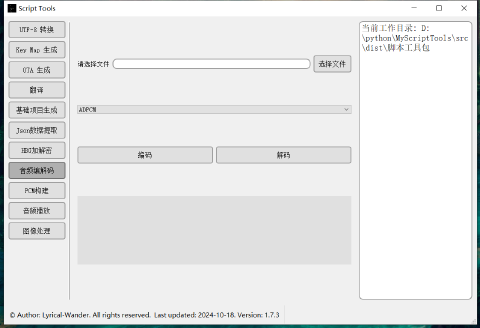 Script Tools
UTF-8 转换
Key Map 生成
OTA 生成
翻译
基础项目生成
Json数据提取
HDG加解密
音频编解码
PCM构建
音频播放
图像处理
请选择文件
选择文件
ADPCM
编码
解码
当前工作目录: D:
\python\MyScriptTools\src
\dist\脚本工具包
© Author: Lyrical-Wander. All rights reserved. Last updated: 2024-10-18. Version: 1.7.3